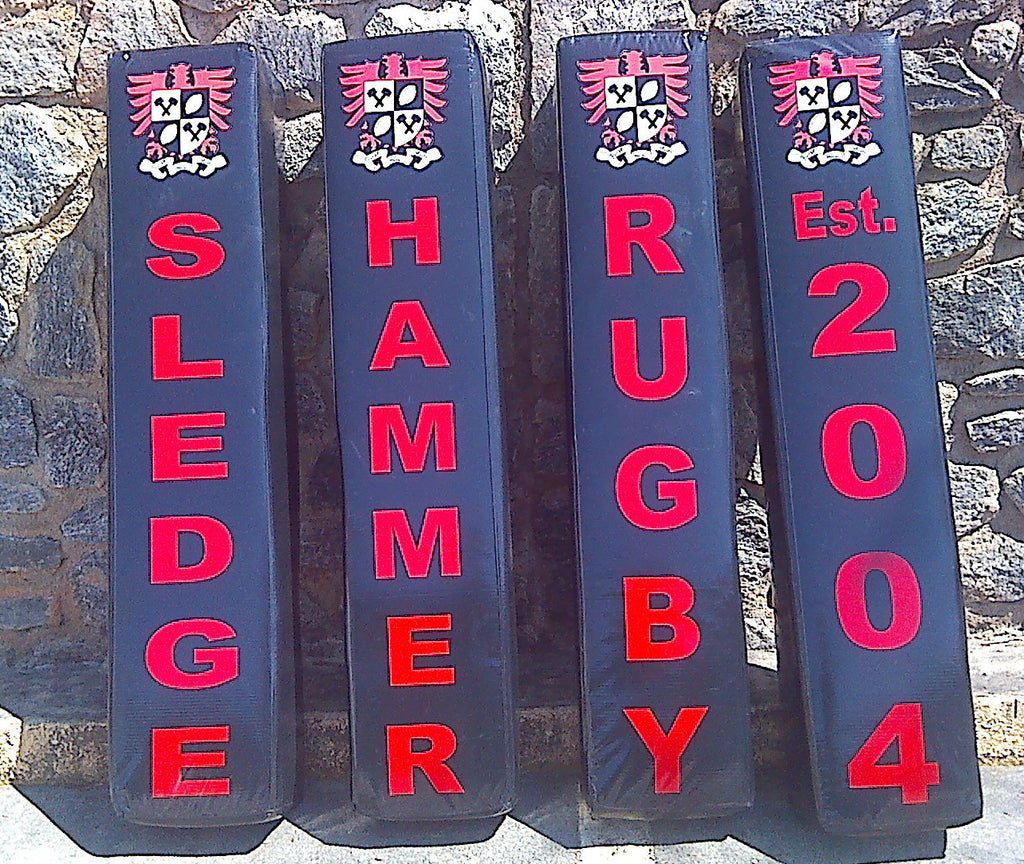 SLEDGE
HAMMER
RUGBY
Est.
2004